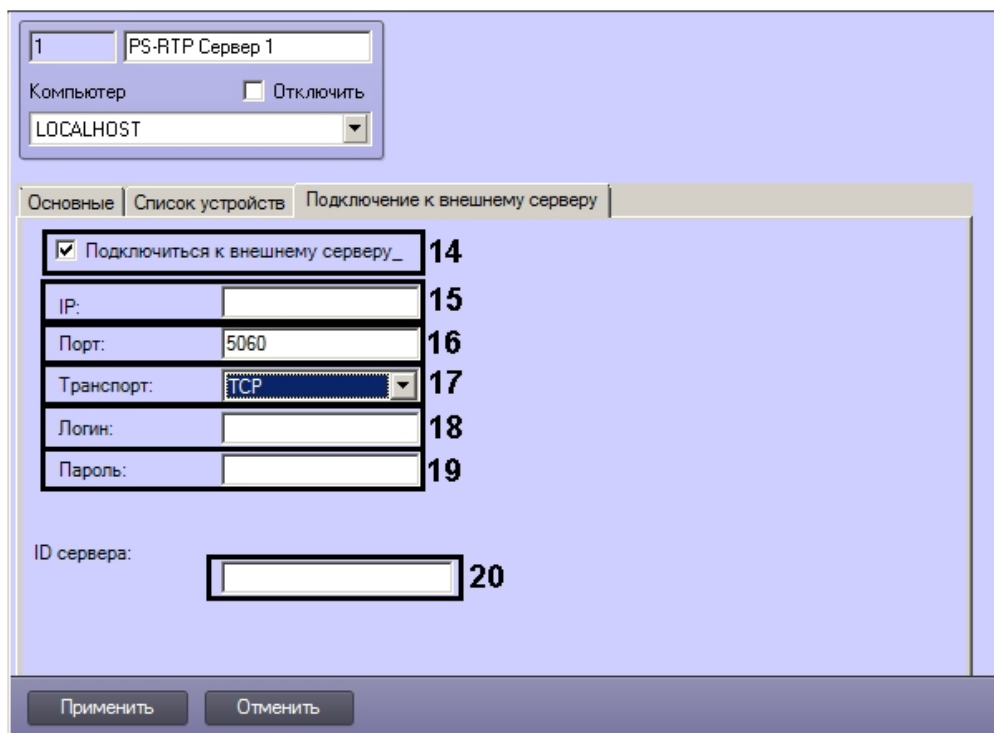 1 PS-RTP Сервер 1
Компьютер Отключить
LOCALHOST
Основные Список устройств Подключение к внешнему серверу
Подключиться к внешнему серверу_ 14
IP: 15
Порт: 5060 16
Транспорт: TCP 17
Логин: 18
Пароль: 19
ID сервера:
20
Применить Отменить